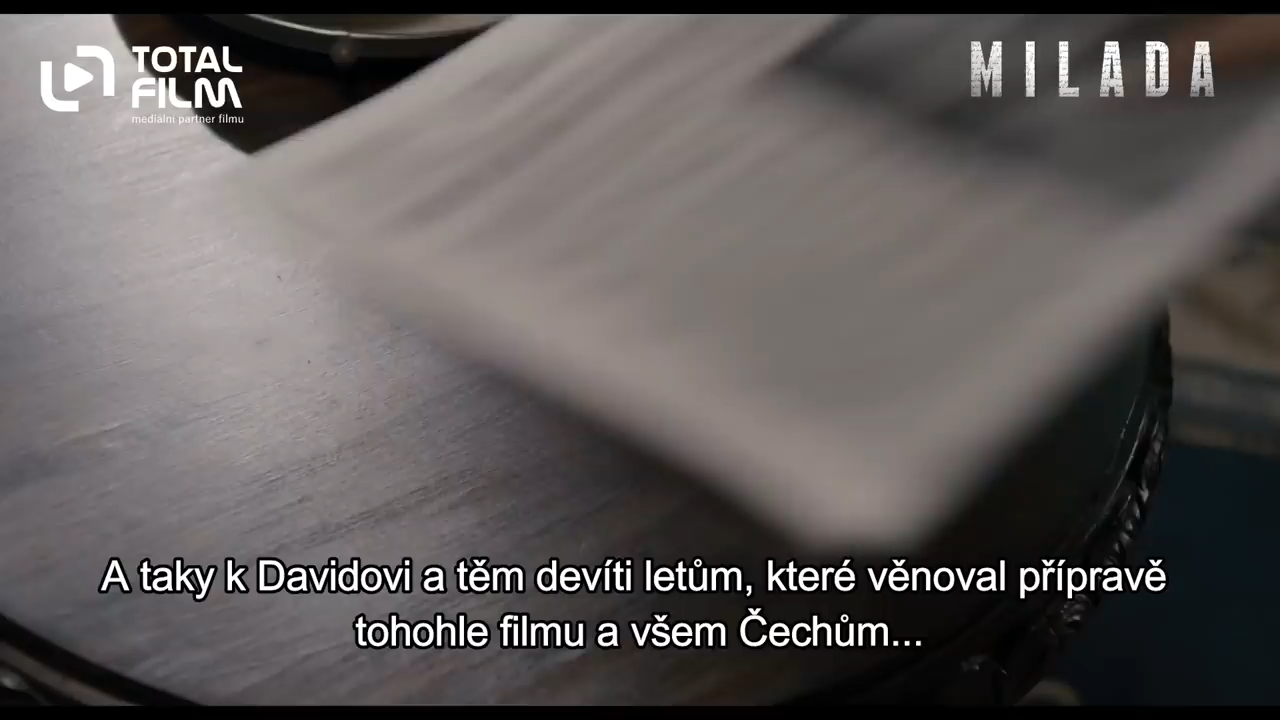 TOTAL
FILM
mediální partner filmu
MILADA
A taky k Davidovi a těm devíti letům, které věnoval přípravě
tohohle filmu a všem Čechům...